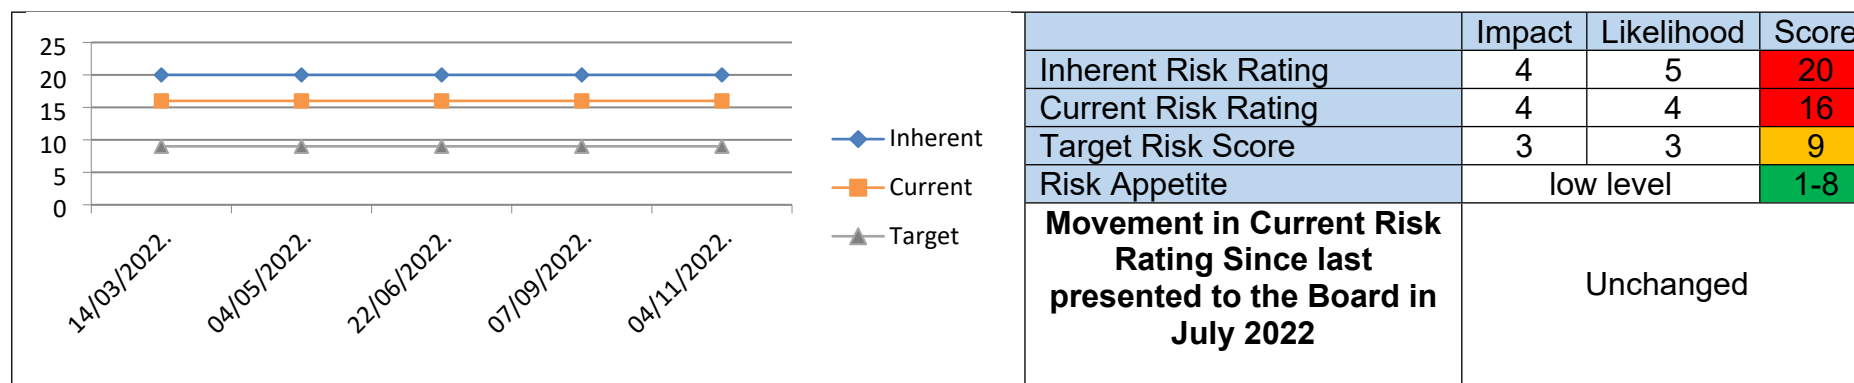 25
20
15
10
5
0
14/03/2022.
04/05/2022.
22/06/2022.
07/09/2022.
04/11/2022.
Inherent
Current
Target
Impact Likelihood Score
Inherent Risk Rating 4 5 20
Current Risk Rating 4 4 16
Target Risk Score 3 3 9
Risk Appetite low level 1-8
Movement in Current Risk
Rating Since last
presented to the Board in
July 2022
Unchanged